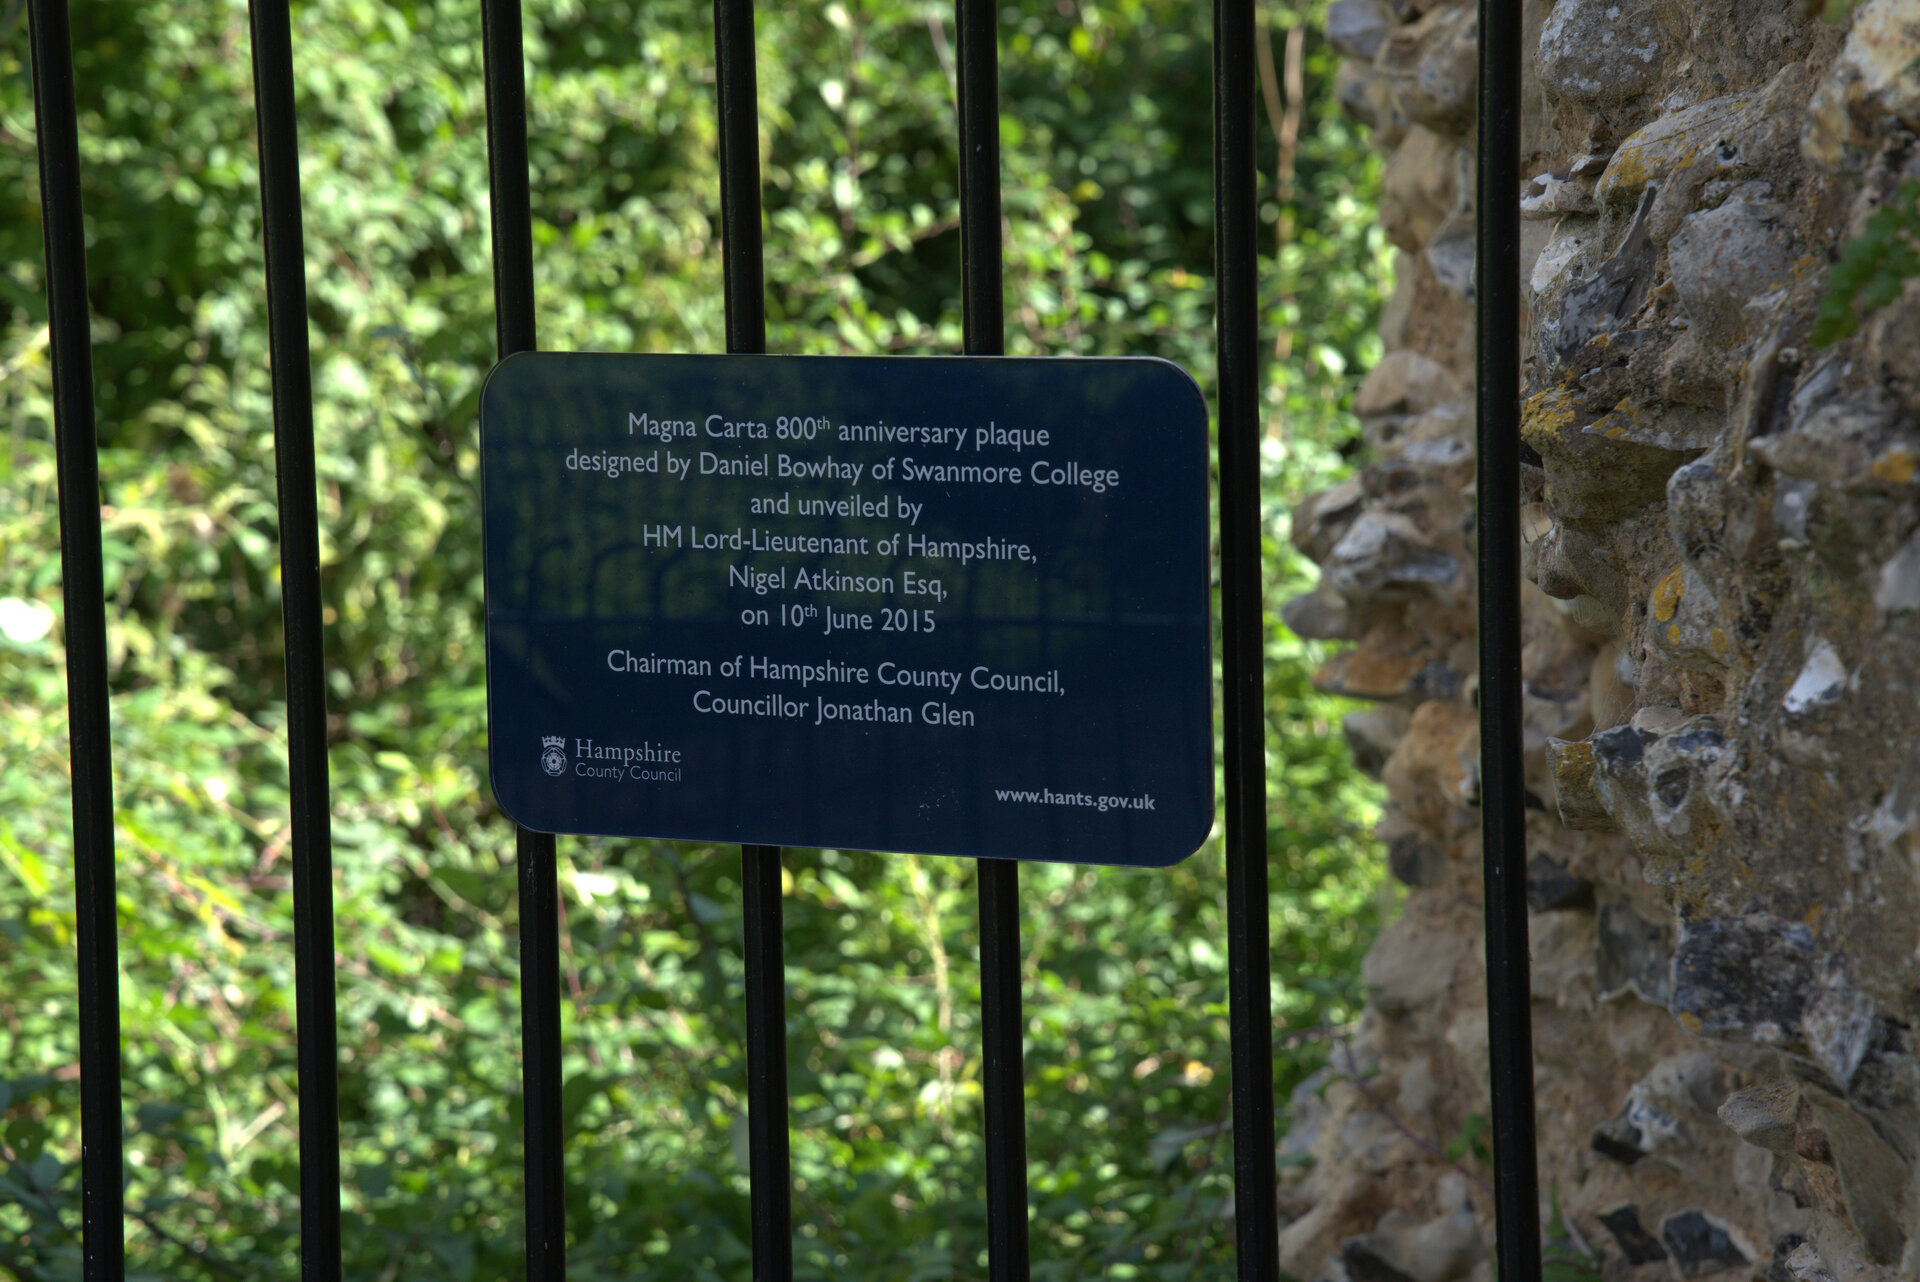 Magna Carta 800th anniversary plaque
designed by Daniel Bowhay of Swanmore College
and unveiled by
HM Lord-Lieutenant of Hampshire,
Nigel Atkinson Esq,
on 10th June 2015
Chairman of Hampshire County Council,
Councillor Jonathan Glen
Hampshire
County Council
www.hants.gov.uk